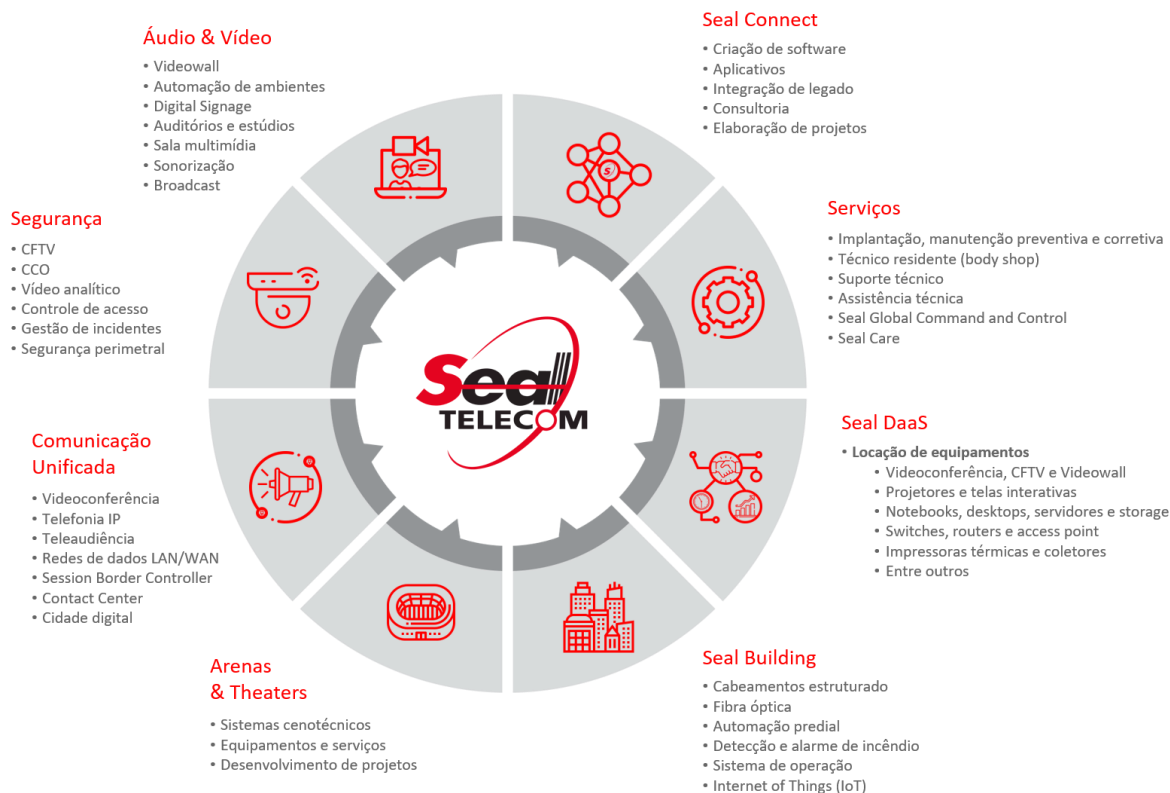 Áudio & Vídeo
• Videowall
• Automação de ambientes
• Digital Signage
• Auditórios e estúdios
• Sala multimídia
• Sonorização
• Broadcast
Seal Connect
• Criação de software
• Aplicativos
• Integração de legado
• Consultoria
• Elaboração de projetos
Segurança
• CFTV
• CCO
• Vídeo analítico
• Controle de acesso
• Gestão de incidentes
• Segurança perimetral
Serviços
• Implantação, manutenção preventiva e corretiva
• Técnico residente (body shop)
• Suporte técnico
• Assistência técnica
• Seal Global Command and Control
• Seal Care
Seal
TELECOM
Comunicação
Unificada
• Videoconferência
• Telefonia IP
• Teleaudiência
• Redes de dados LAN/WAN
• Session Border Controller
• Contact Center
• Cidade digital
Seal DaaS
• Locação de equipamentos
• Videoconferência, CFTV e Videowall
• Projetores e telas interativas
• Notebooks, desktops, servidores e storage
• Switches, routers e access point
• Impressoras térmicas e coletores
• Entre outros
Arenas
& Theaters
• Sistemas cenotécnicos
• Equipamentos e serviços
• Desenvolvimento de projetos
Seal Building
• Cabeamentos estruturado
• Fibra óptica
• Automação predial
• Detecção e alarme de incêndio
• Sistema de operação
• Internet of Things (IoT)